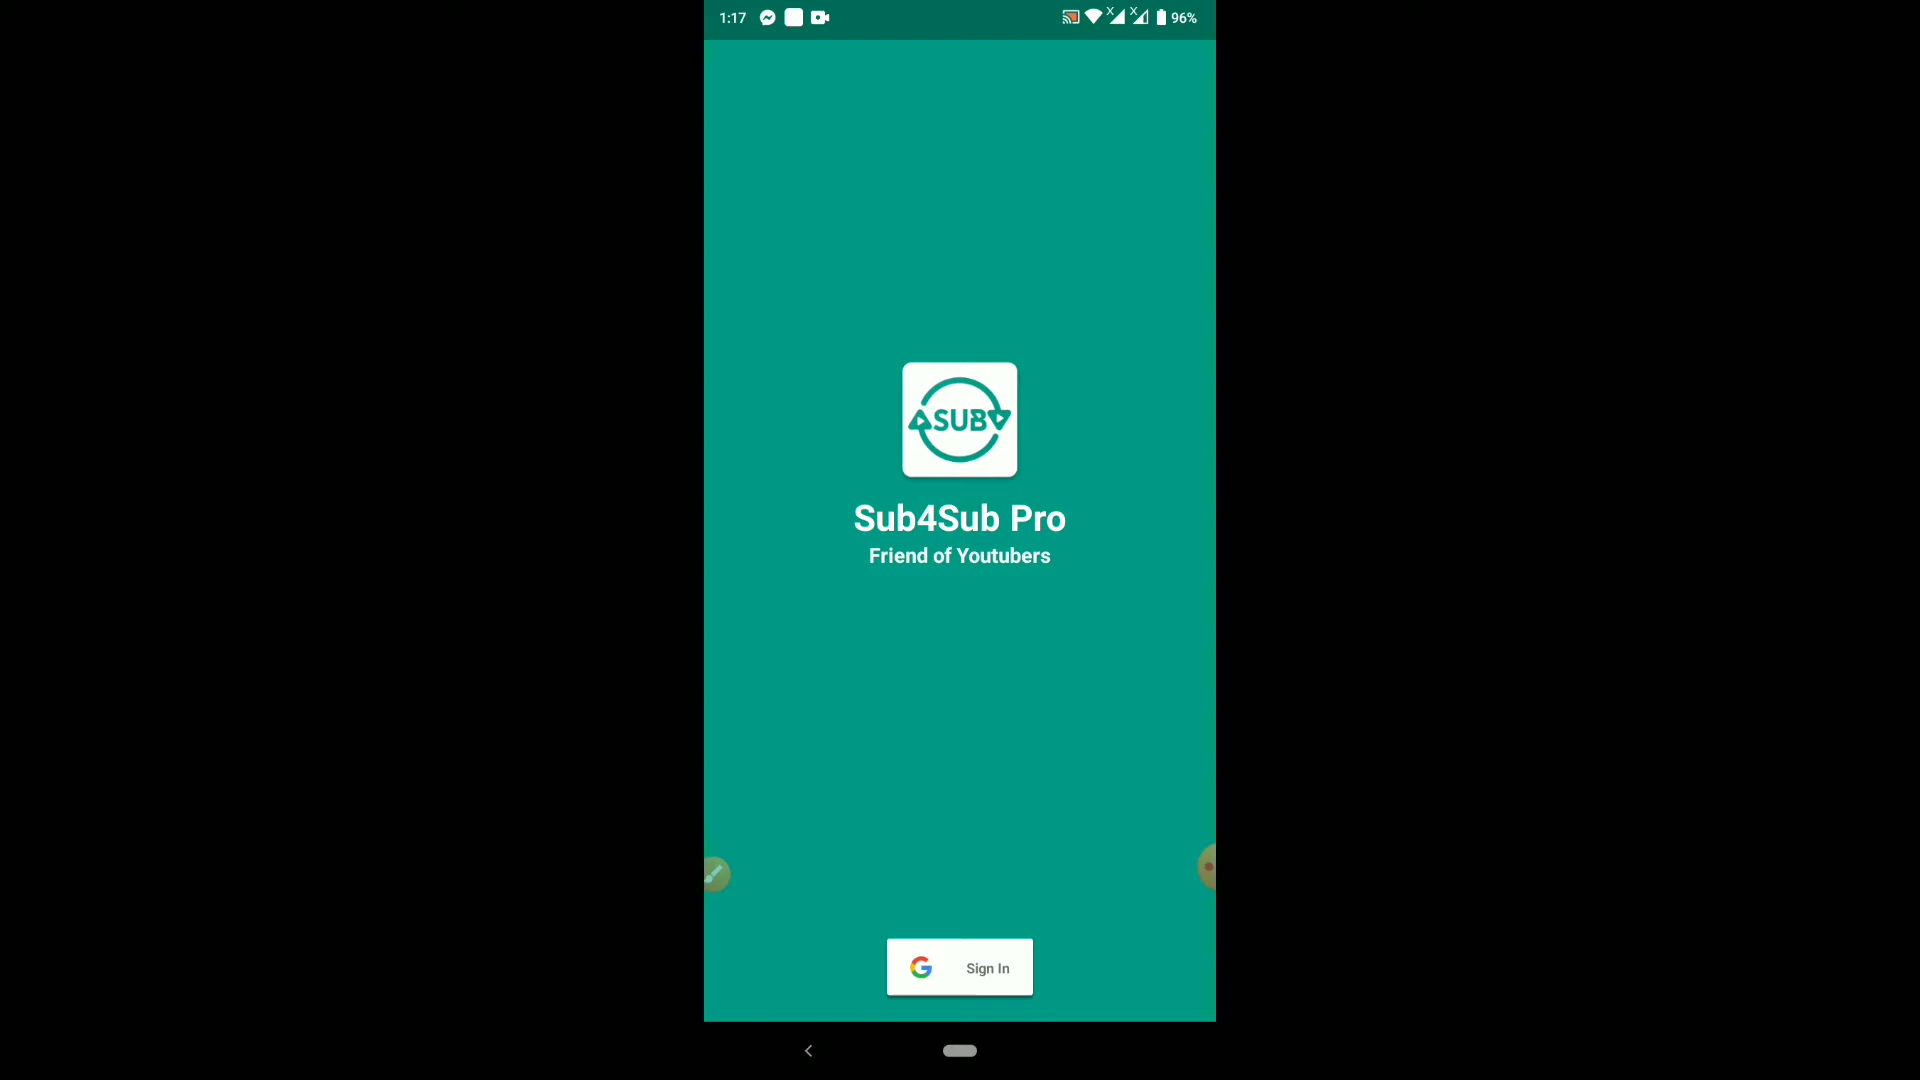 1:17
X X 96%
SUB
Sub4Sub Pro
Friend of Youtubers
Sign In